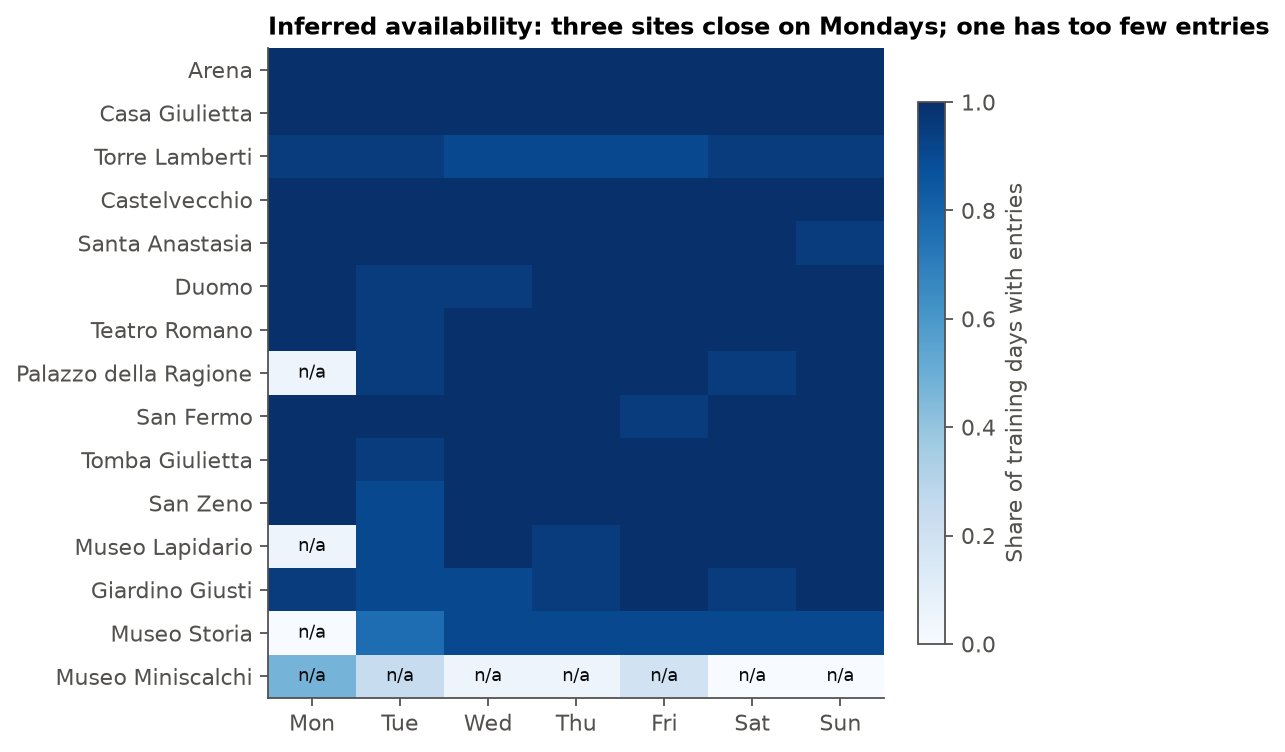 Inferred availability: three sites close on Mondays; one has too few entries
Arena
Casa Giulietta
Torre Lamberti
Castelvecchio
Santa Anastasia
Duomo
Teatro Romano
Palazzo della Ragione n/a
San Fermo
Tomba Giulietta
San Zeno
Museo Lapidario n/a
Giardino Giusti
Museo Storia n/a
Museo Miniscalchi n/a n/a n/a n/a n/a n/a n/a
Mon Tue Wed Thu Fri Sat Sun
1.0
0.8
0.6
0.4
0.2
0.0
Share of training days with entries